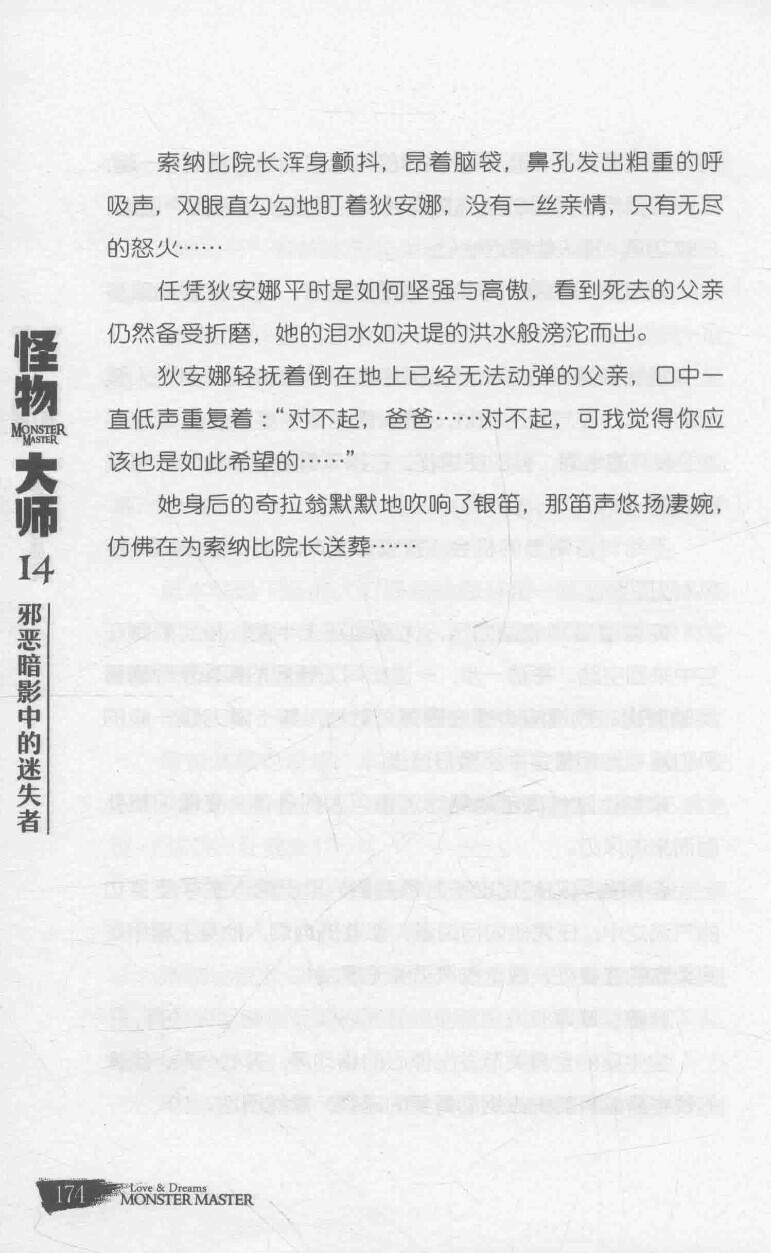 索纳比院长浑身颤抖，昂着脑袋，鼻孔发出粗重的呼
吸声，双眼直勾勾地盯着狄安娜，没有一丝亲情，只有无尽
的怒火……
任凭狄安娜平时是如何坚强与高傲，看到死去的父亲
仍然备受折磨，她的泪水如决堤的洪水般滂沱而出。
狄安娜轻抚着倒在地上已经无法动弹的父亲，口中一
直低声重复着：“对不起，爸爸……对不起，可我觉得你应
该也是如此希望的……”
她身后的奇拉翁默默地吹响了银笛，那笛声悠扬凄婉，
仿佛在为索纳比院长送葬……
怪物
MONSTER
MASTER
大师
14
邪恶暗影中的迷失者
174
Love & Dreams
MONSTER MASTER